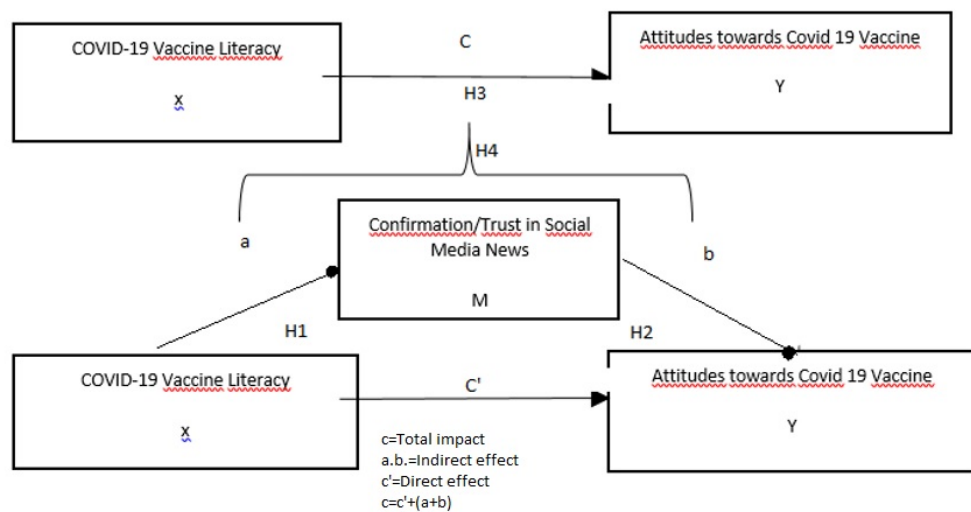 COVID-19 Vaccine Literacy
x
C
H3
Attitudes towards Covid 19 Vaccine
Y
H4
a
Confirmation/Trust in Social
Media News
M
b
H1
H2
COVID-19 Vaccine Literacy
x
C'
Attitudes towards Covid 19 Vaccine
Y
c=Total impact
a.b.=Indirect effect
c'=Direct effect
c=c'+(a+b)